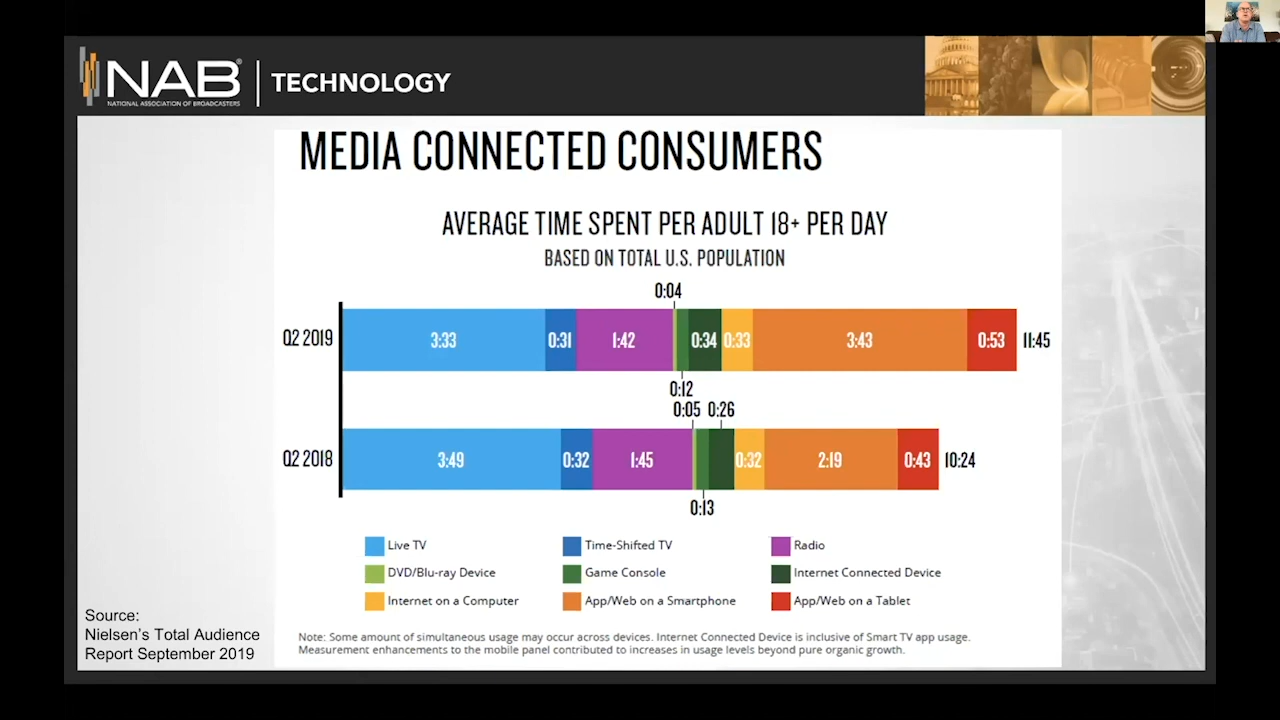 NAB®
NATIONAL ASSOCIATION OF BROADCASTERS
TECHNOLOGY
MEDIA CONNECTED CONSUMERS
AVERAGE TIME SPENT PER ADULT 18+ PER DAY
BASED ON TOTAL U.S. POPULATION
0:04
Q2 2019 3:33 0:31 1:42 0:34 0:33 3:43 0:53 11:45
0:12
0:05 0:26
Q2 2018 3:49 0:32 1:45 0:32 2:19 0:43 10:24
0:13
Live TV Time-Shifted TV Radio
DVD/Blu-ray Device Game Console Internet Connected Device
Internet on a Computer App/Web on a Smartphone App/Web on a Tablet
Note: Some amount of simultaneous usage may occur across devices. Internet Connected Device is inclusive of Smart TV app usage.
Measurement enhancements to the mobile panel contributed to increases in usage levels beyond pure organic growth.
Source:
Nielsen's Total Audience
Report September 2019